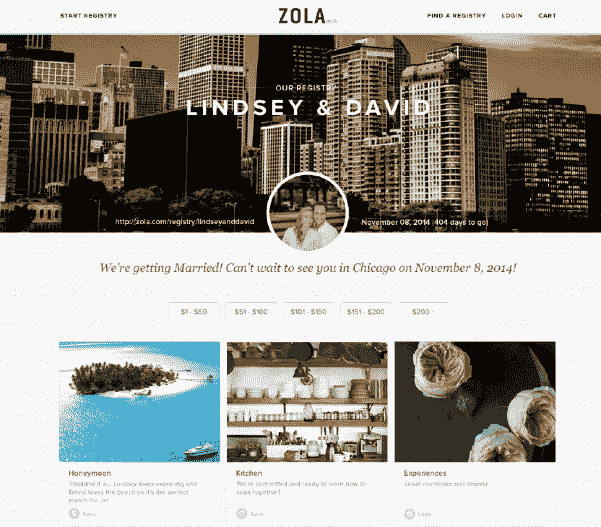 START REGISTRY
ZOLA
FIND A REGISTRY LOGIN CART
OUR REGISTRY
LINDSEY & DAVID
http://zola.com/registry/lindseyanddavid
November 08, 2014 (404 days to go)
We're getting Married! Can't wait to see you in Chicago on November 8, 2014!
$1 - $50 $51 - $100 $101 - $150 $151 - $200 $200 -
Honeymoon
Thailand it is... Lindsey loves exploring and
David loves the beach so it's the perfect
match for us!
Kitchen
We're committed and ready to learn how to
cook together!
Experiences
Great memories last forever